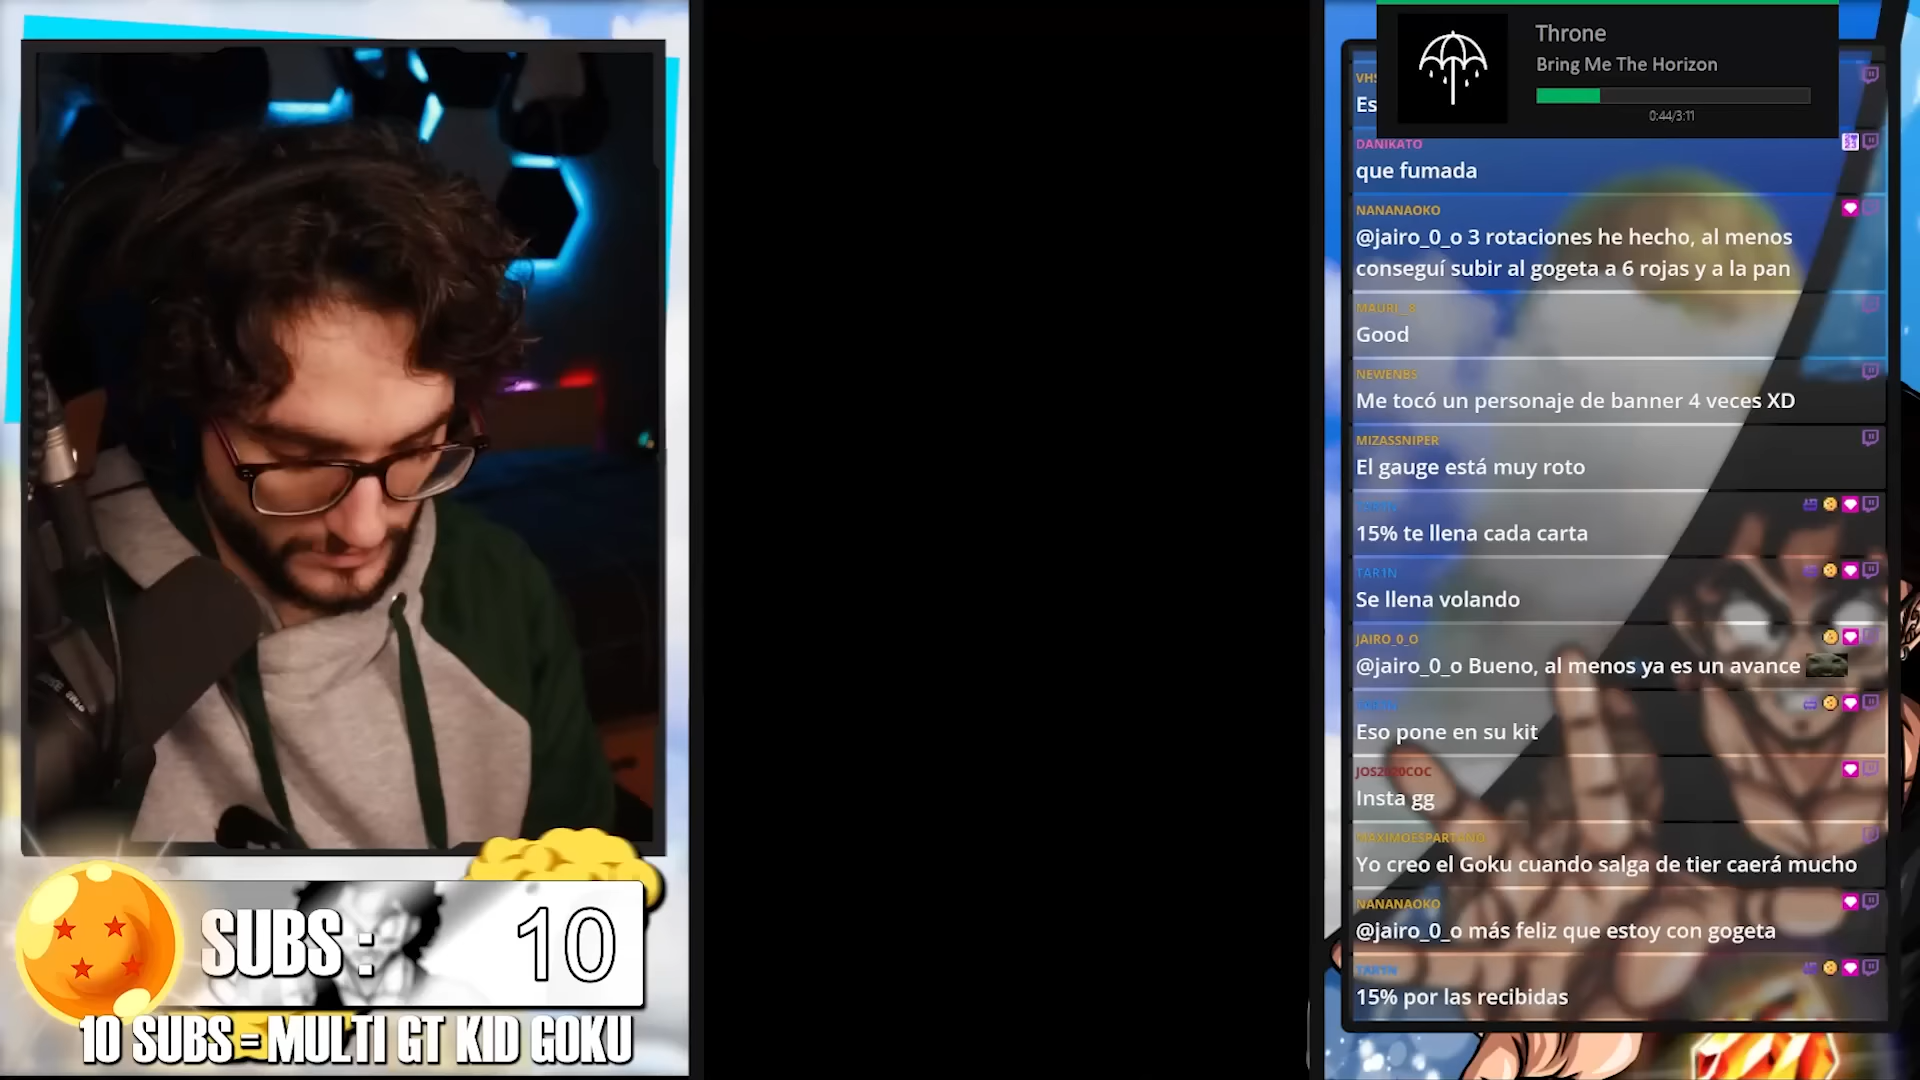 Throne
Bring Me The Horizon
0:44/3:11
VHS
Es
DANIKATO
que fumada
NANANAOKO
@jairo_0_o 3 rotaciones he hecho, al menos
conseguí subir al gogeta a 6 rojas y a la pan
Good
NEWENBS
Me tocó un personaje de banner 4 veces XD
MIZASSNIPER
El gauge está muy roto
15% te llena cada carta
TAR1N
Se llena volando
JAIRO_0_O
@jairo_0_o Bueno, al menos ya es un avance
Eso pone en su kit
JOS2020COC
Insta gg
MAXIMOESPARTANO
Yo creo el Goku cuando salga de tier caerá mucho
NANANAOKO
@jairo_0_o más feliz que estoy con gogeta
TAR1N
15% por las recibidas
SUBS : 10
10 SUBS = MULTI GT KID GOKU